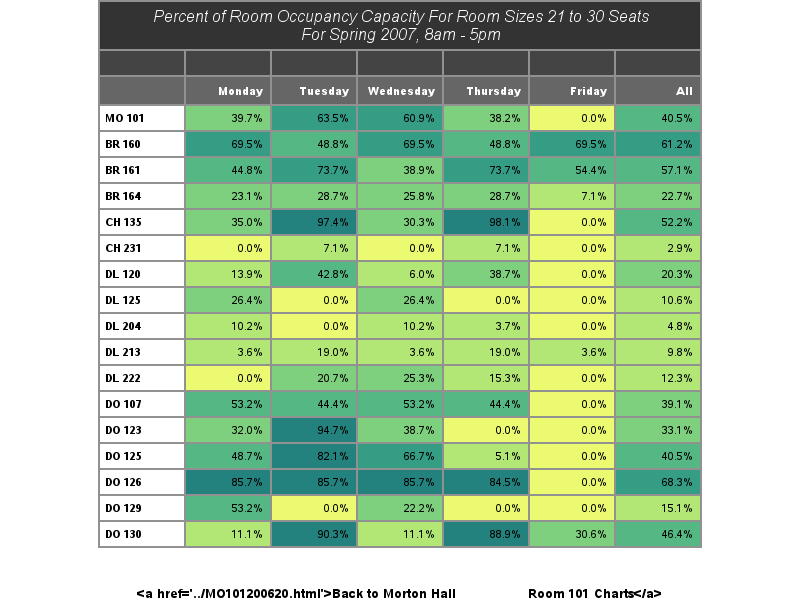 Percent of Room Occupancy Capacity For Room Sizes 21 to 30 Seats
For Spring 2007, 8am - 5pm
Monday Tuesday Wednesday Thursday Friday All
MO 101 39.7% 63.5% 60.9% 38.2% 0.0% 40.5%
BR 160 69.5% 48.8% 69.5% 48.8% 69.5% 61.2%
BR 161 44.8% 73.7% 38.9% 73.7% 54.4% 57.1%
BR 164 23.1% 28.7% 25.8% 28.7% 7.1% 22.7%
CH 135 35.0% 97.4% 30.3% 98.1% 0.0% 52.2%
CH 231 0.0% 7.1% 0.0% 7.1% 0.0% 2.9%
DL 120 13.9% 42.8% 6.0% 38.7% 0.0% 20.3%
DL 125 26.4% 0.0% 26.4% 0.0% 0.0% 10.6%
DL 204 10.2% 0.0% 10.2% 3.7% 0.0% 4.8%
DL 213 3.6% 19.0% 3.6% 19.0% 3.6% 9.8%
DL 222 0.0% 20.7% 25.3% 15.3% 0.0% 12.3%
DO 107 53.2% 44.4% 53.2% 44.4% 0.0% 39.1%
DO 123 32.0% 94.7% 38.7% 0.0% 0.0% 33.1%
DO 125 48.7% 82.1% 66.7% 5.1% 0.0% 40.5%
DO 126 85.7% 85.7% 85.7% 84.5% 0.0% 68.3%
DO 129 53.2% 0.0% 22.2% 0.0% 0.0% 15.1%
DO 130 11.1% 90.3% 11.1% 88.9% 30.6% 46.4%
<a href='../MO101200620.html'>Back to Morton Hall Room 101 Charts</a>